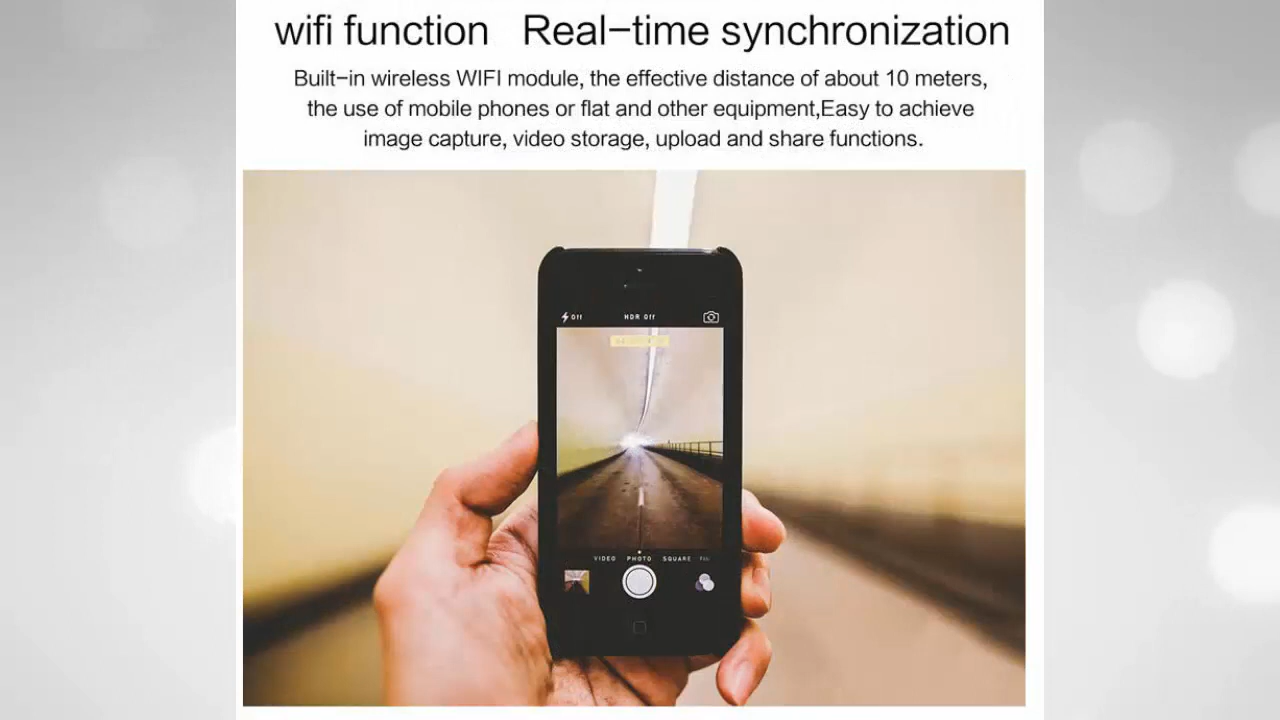 wifi function Real-time synchronization
Built-in wireless WIFI module, the effective distance of about 10 meters,
the use of mobile phones or flat and other equipment,Easy to achieve
image capture, video storage, upload and share functions.
Off HDR Off
VIDEO PHOTO SQUARE